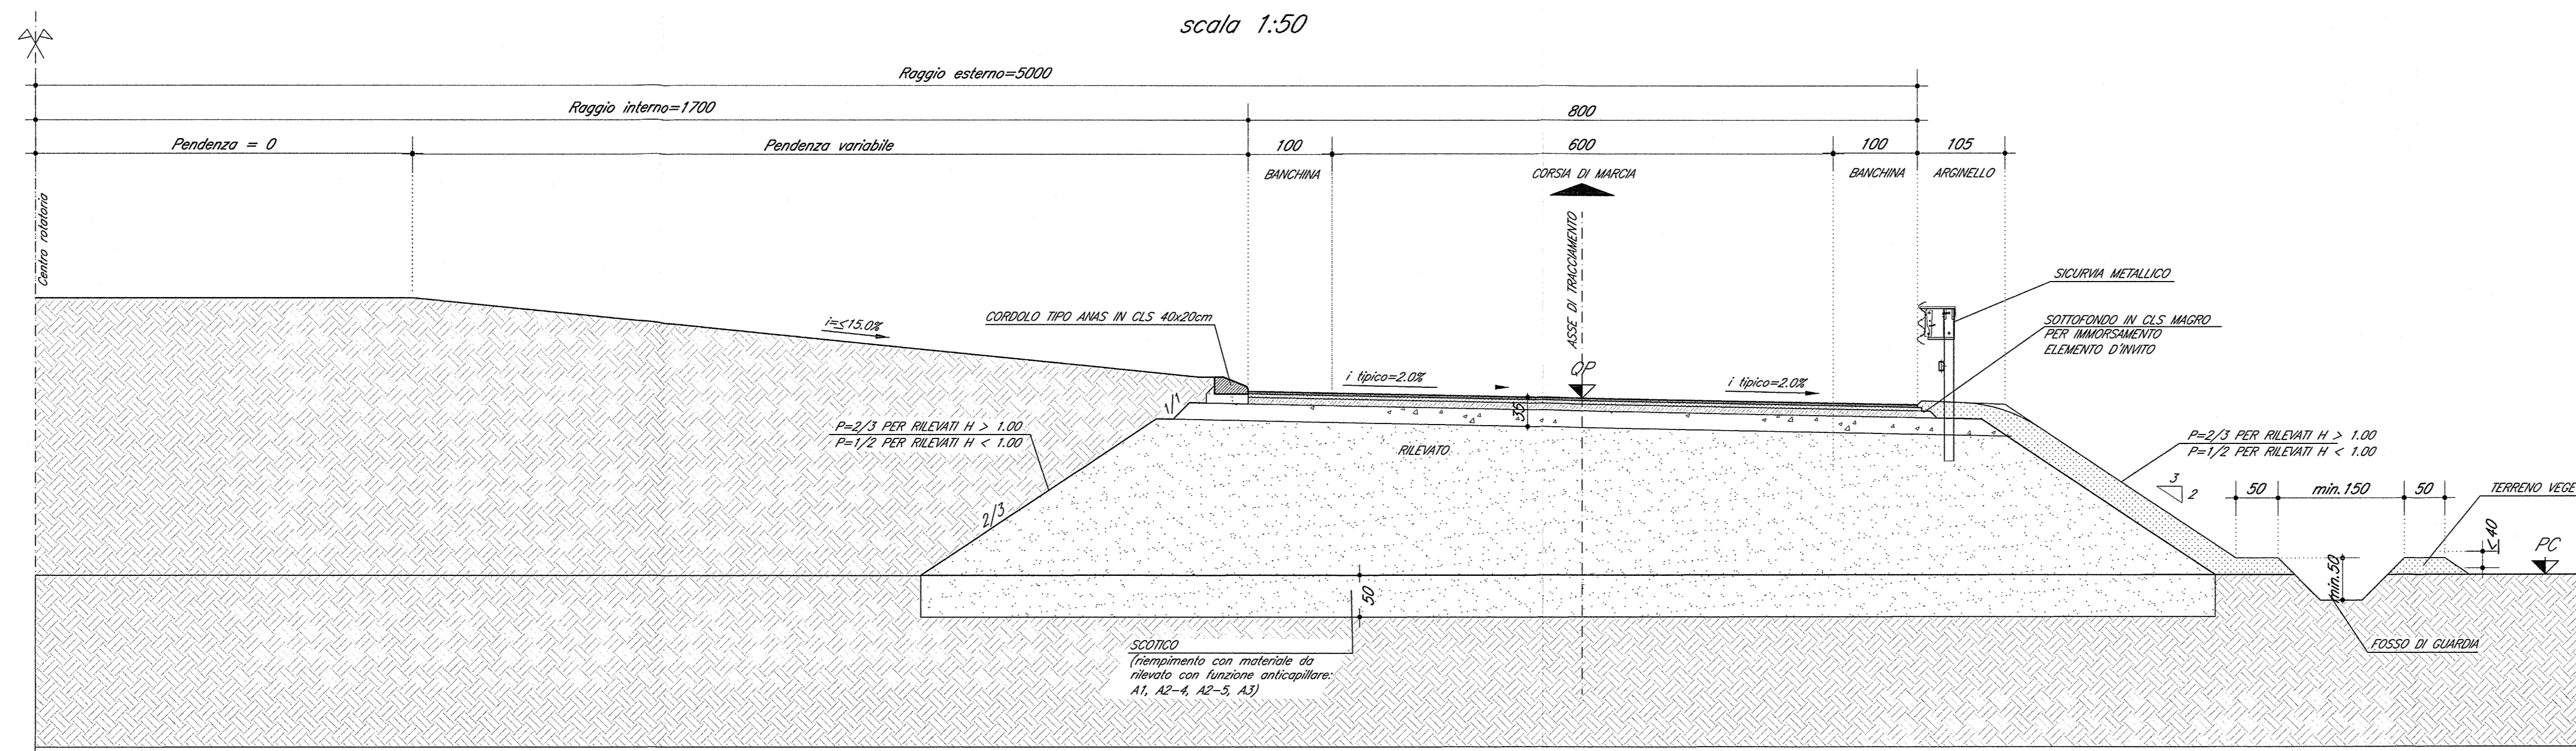 scala 1:50
Raggio esterno=5000
Raggio interno=1700
800
Pendenza = 0
Pendenza variabile
100
600
100
105
BANCHINA
CORSIA DI MARCIA
BANCHINA
ARGINELLO
Centro rotatoria
ASSE DI TRACCIAMENTO
SICURVIA METALLICO
CORDOLO TIPO ANAS IN CLS 40x20cm
i=≤15.0%
SOTTOFONDO IN CLS MAGRO
PER IMMORSAMENTO
ELEMENTO D'INVITO
QP
i tipico=2.0%
i tipico=2.0%
35
1/1
P=2/3 PER RILEVATI H > 1.00
P=1/2 PER RILEVATI H < 1.00
RILEVATO
P=2/3 PER RILEVATI H > 1.00
P=1/2 PER RILEVATI H < 1.00
3
2
50
min.150
50
TERRENO VEGE
2/3
≤40
PC
min.50
50
SCOTICO
(riempimento con materiale da
rilevato con funzione anticapillare:
A1, A2-4, A2-5, A3)
FOSSO DI GUARDIA